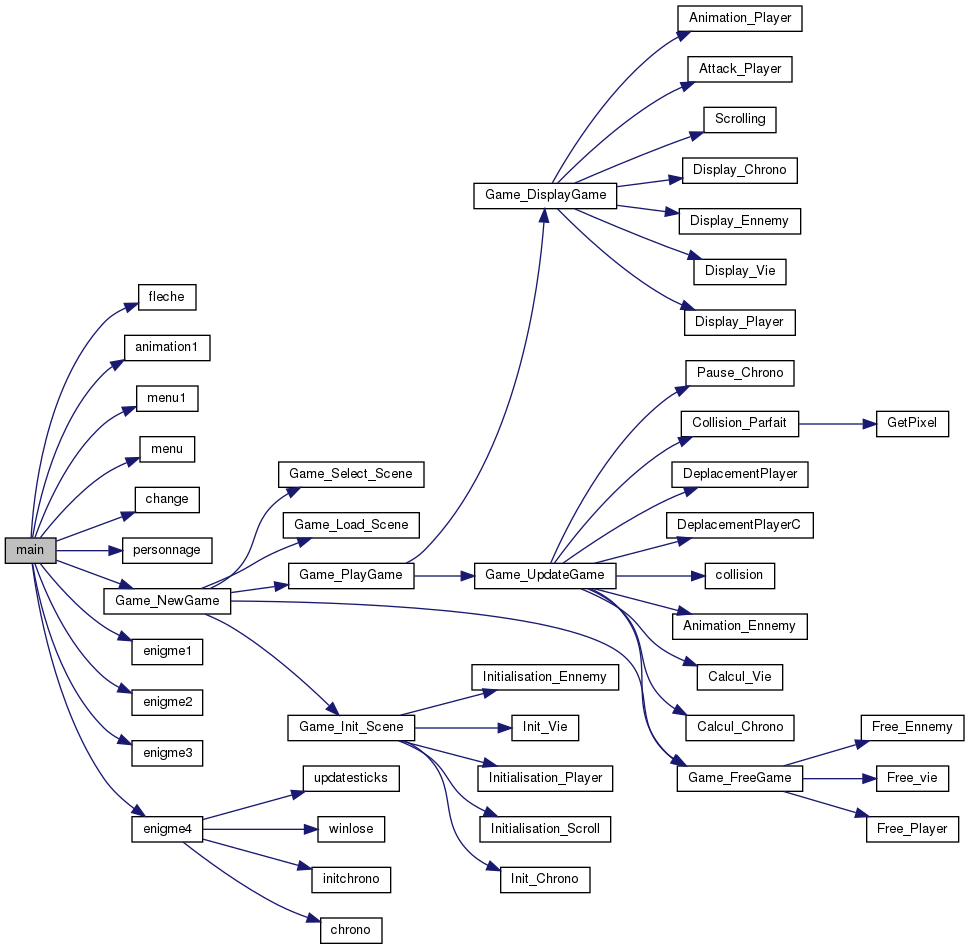 Animation_Player
Attack_Player
Scrolling
Display_Chrono
Game_DisplayGame
Display_Ennemy
Display_Vie
fleche
Display_Player
animation1
Pause_Chrono
menu1
Collision_Parfait
GetPixel
menu
Game_Select_Scene
DeplacementPlayer
change
Game_Load_Scene
DeplacementPlayerC
main
personnage
Game_PlayGame
Game_UpdateGame
collision
Game_NewGame
Animation_Ennemy
enigme1
Initialisation_Ennemy
Calcul_Vie
enigme2
Game_Init_Scene
Init_Vie
Calcul_Chrono
Free_Ennemy
enigme3
updatesticks
Initialisation_Player
Game_FreeGame
Free_vie
enigme4
winlose
Initialisation_Scroll
Free_Player
initchrono
Init_Chrono
chrono